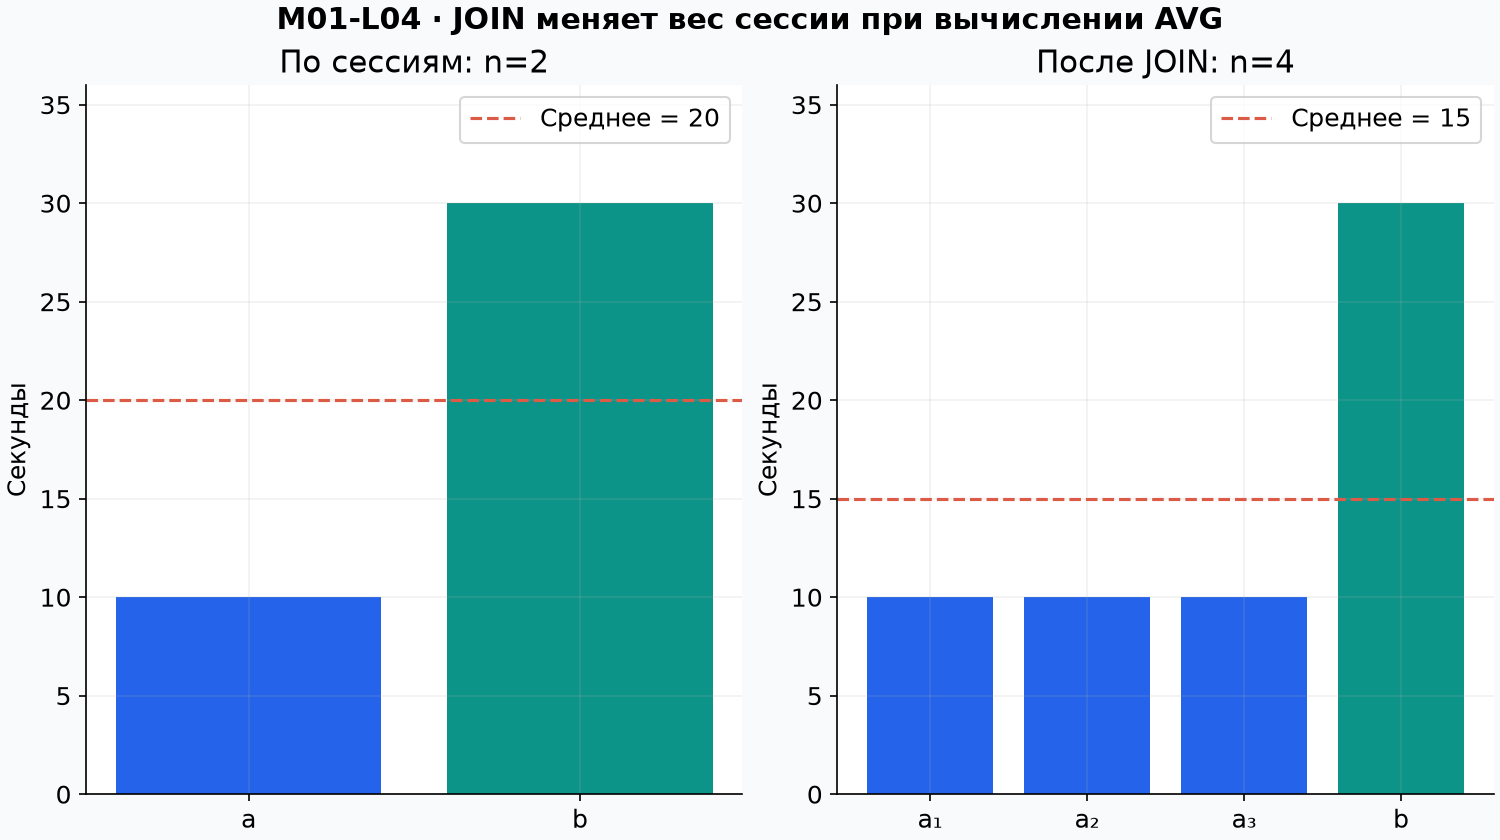 M01-L04 · JOIN меняет вес сессии при вычислении AVG
По сессиям: n=2
Среднее = 20
Секунды
35
30
25
20
15
10
5
0
a
b
После JOIN: n=4
Среднее = 15
Секунды
35
30
25
20
15
10
5
0
a₁
a₂
a₃
b